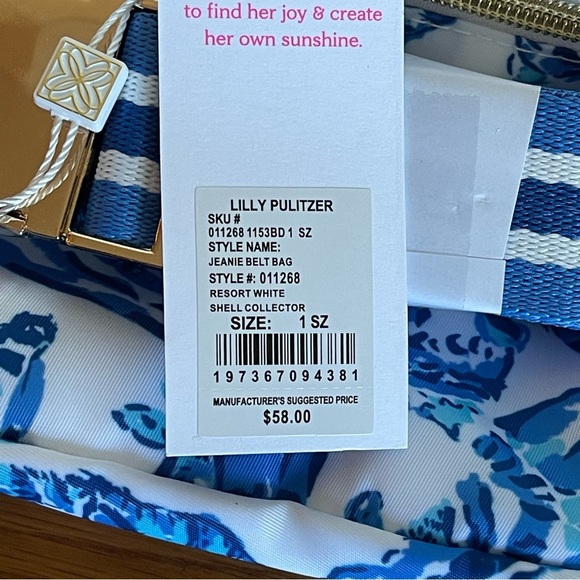 to find her joy & create
her own sunshine.
LILLY PULITZER
SKU #
011268 1153BD 1 SZ
STYLE NAME:
JEANIE BELT BAG
STYLE #: 011268
RESORT WHITE
SHELL COLLECTOR
SIZE: 1 SZ
197367094381
MANUFACTURER'S SUGGESTED PRICE
$58.00